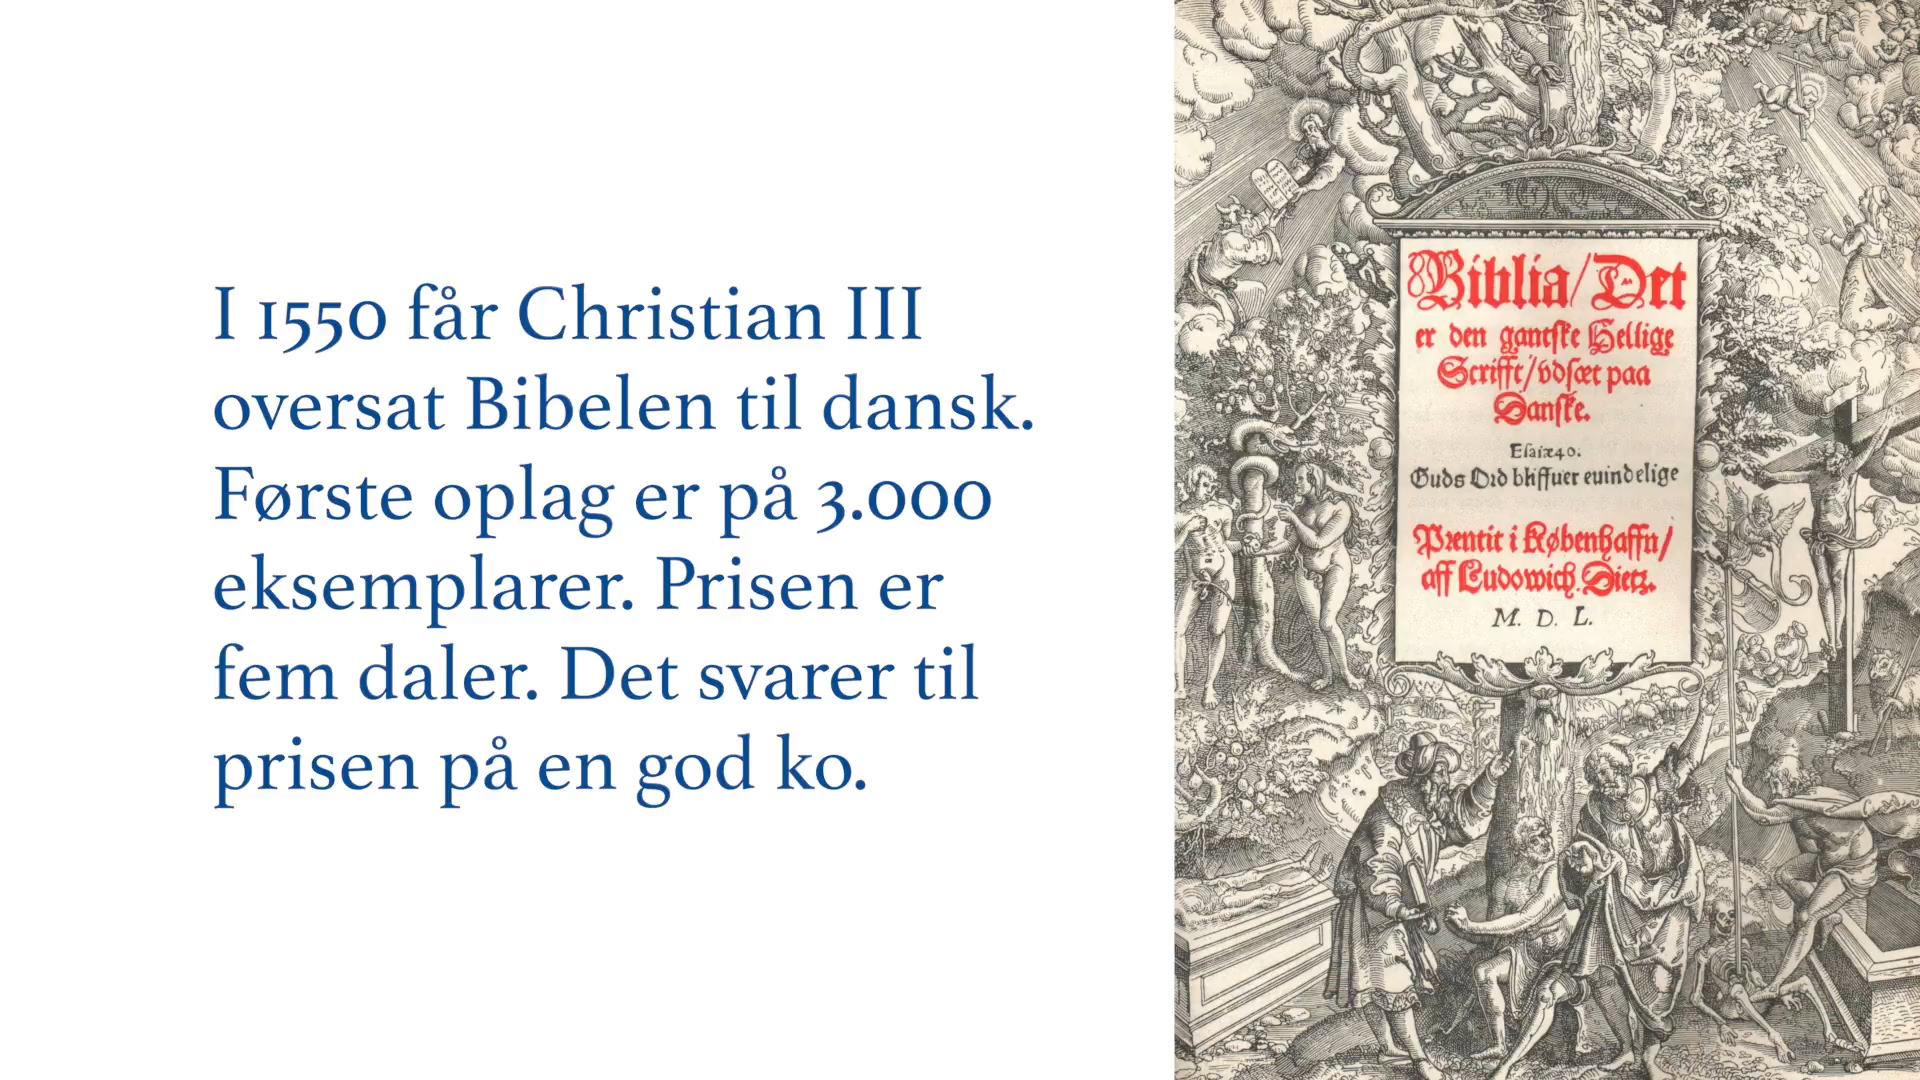 I 1550 får Christian III
oversat Bibelen til dansk.
Første oplag er på 3.000
eksemplarer. Prisen er
fem daler. Det svarer til
prisen på en god ko.
Biblia/Det
er den gantske Hellige
Scrifft/vdsæt paa
Danske.
Esaiæ 40.
Guds Ord bliffuer euindelige
Prentit i Københaffn/
aff Ludowich Dietz.
M. D. L.